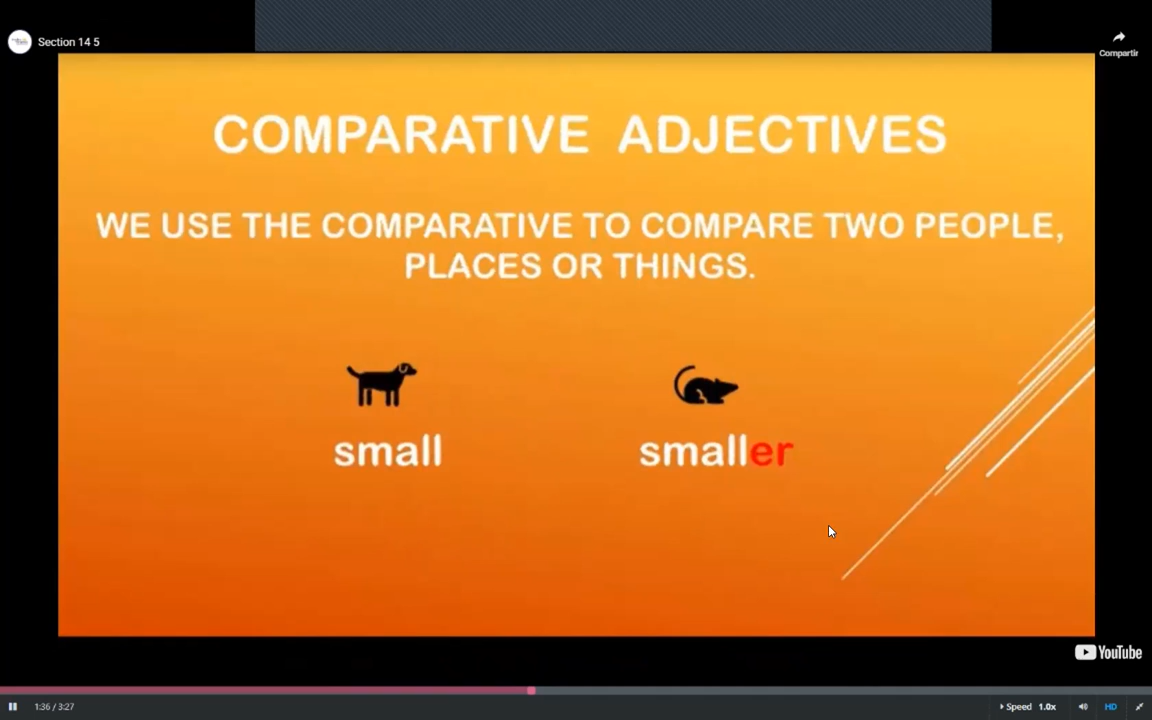 Section 14 5
Compartir
COMPARATIVE ADJECTIVES
WE USE THE COMPARATIVE TO COMPARE TWO PEOPLE,
PLACES OR THINGS.
small smaller
YouTube
1:36 / 3:27 Speed 1.0x HD